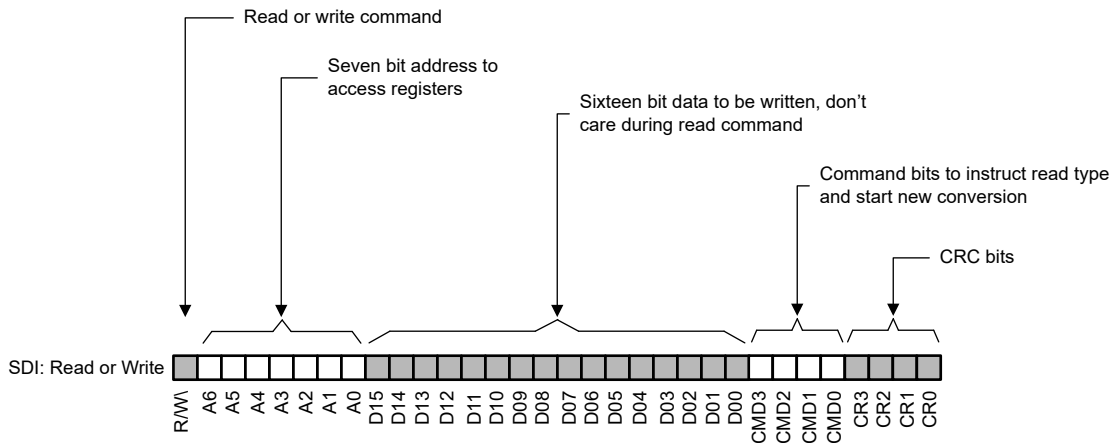 Read or write command
Seven bit address to
access registers
Sixteen bit data to be written, don't
care during read command
Command bits to instruct read type
and start new conversion
CRC bits
SDI: Read or Write
R/W\
A6
A5
A4
A3
A2
A1
A0
D15
D14
D13
D12
D11
D10
D09
D08
D07
D06
D05
D04
D03
D02
D01
D00
CMD3
CMD2
CMD1
CMD0
CR3
CR2
CR1
CR0